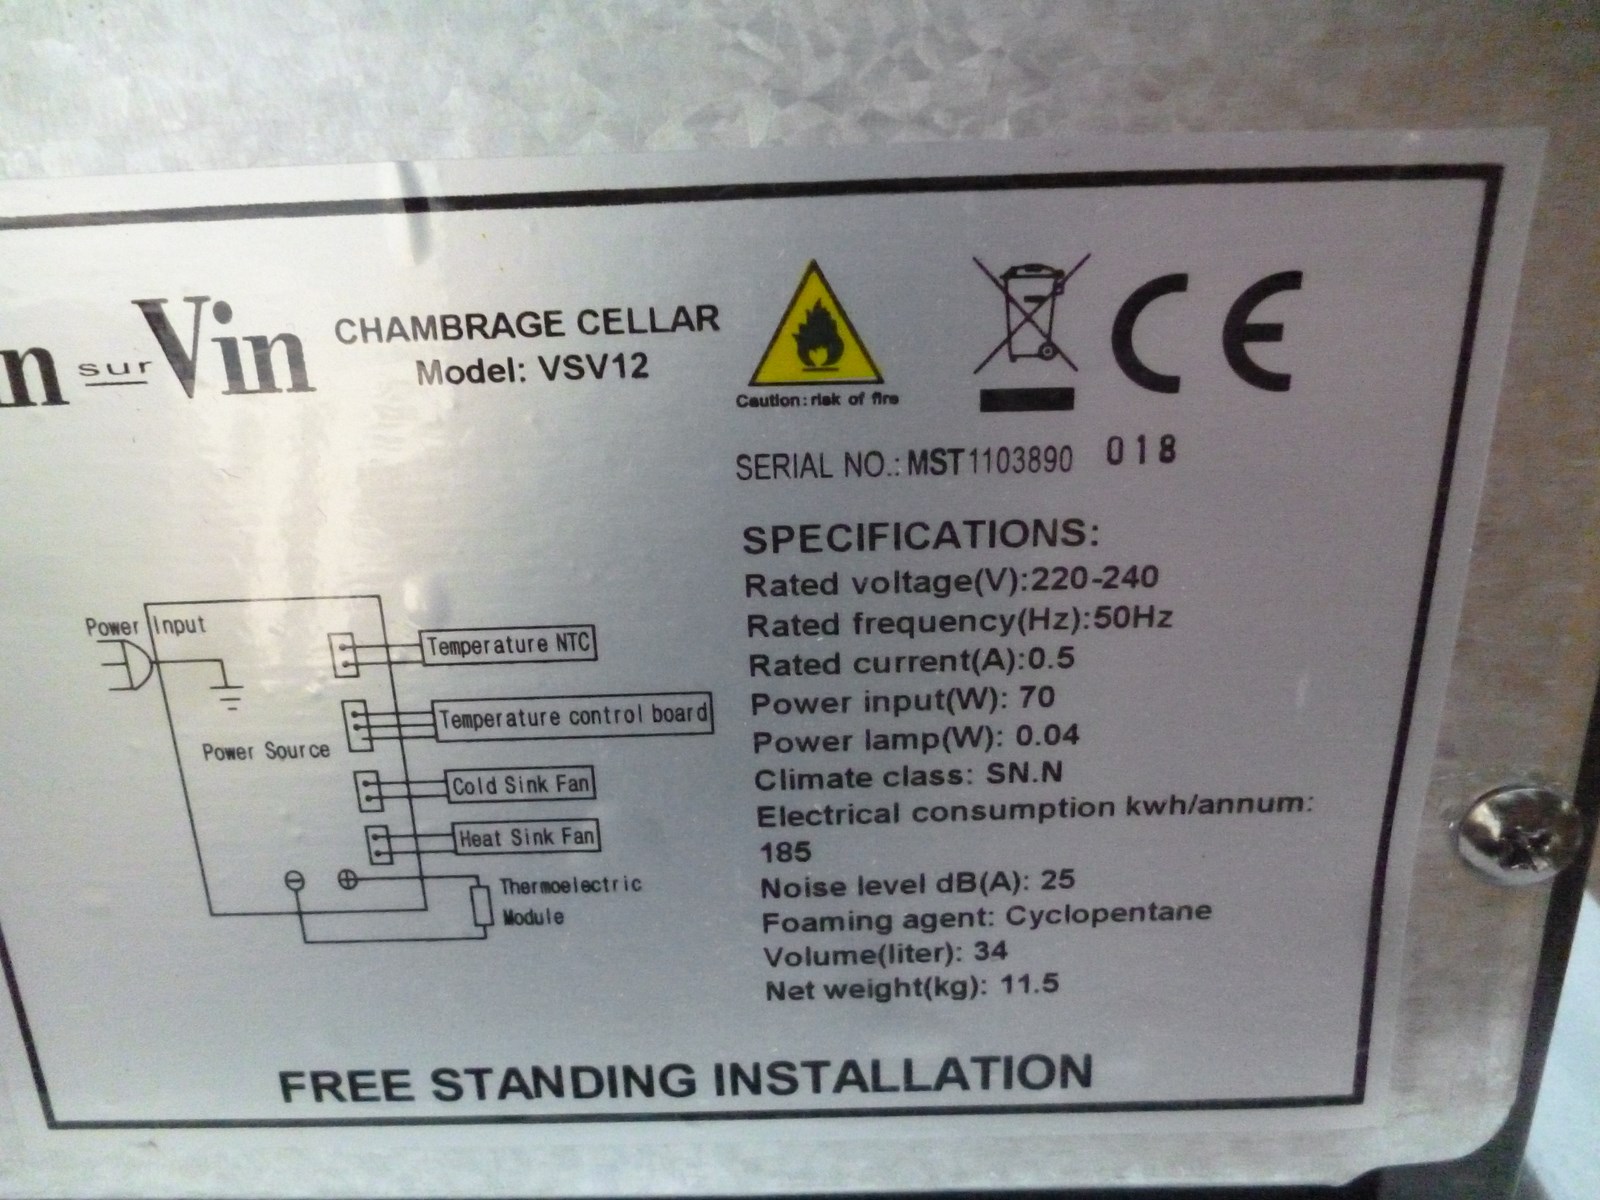 n sur Vin
CHAMBRAGE CELLAR
Model: VSV12
Caution: risk of fire
CE
SERIAL NO.: MST1103890 018
SPECIFICATIONS:
Rated voltage(V):220-240
Rated frequency(Hz):50Hz
Rated current(A):0.5
Power input(W): 70
Power lamp(W): 0.04
Climate class: SN.N
Electrical consumption kwh/annum:
185
Noise level dB(A): 25
Foaming agent: Cyclopentane
Volume(liter): 34
Net weight(kg): 11.5
Power Input
Temperature NTC
Temperature control board
Power Source
Cold Sink Fan
Heat Sink Fan
Thermoelectric
Module
FREE STANDING INSTALLATION